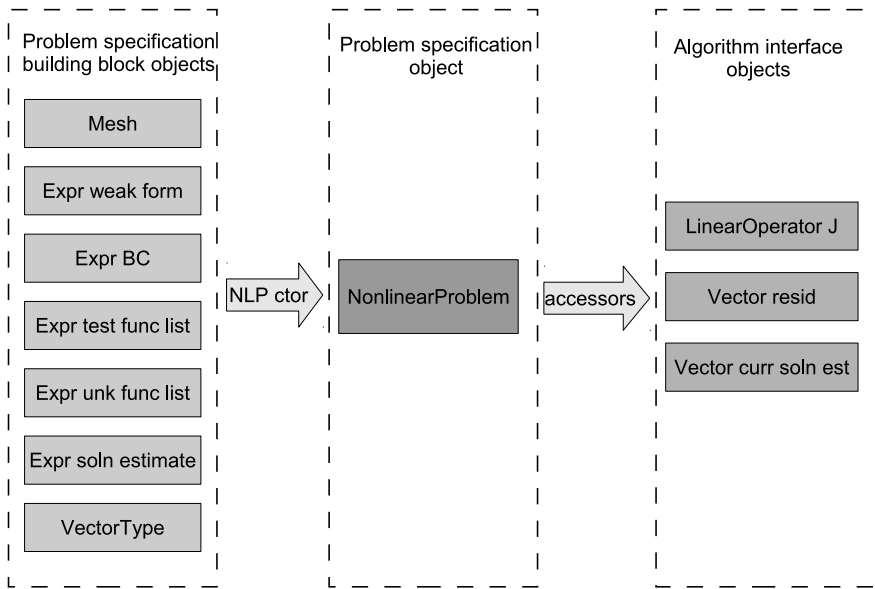 Problem specification
building block objects
Mesh
Expr weak form
Expr BC
Expr test func list
Expr unk func list
Expr soln estimate
VectorType
NLP ctor
Problem specification
object
NonlinearProblem
accessors
Algorithm interface
objects
LinearOperator J
Vector resid
Vector curr soln est